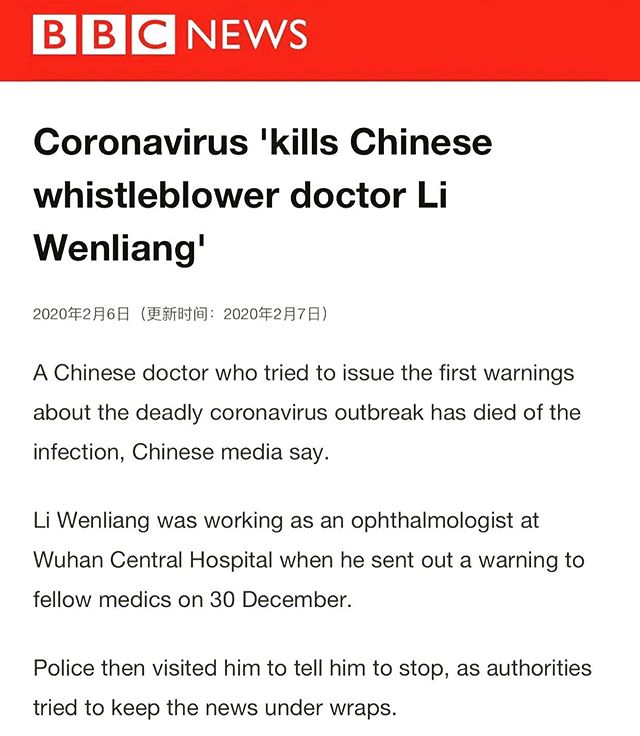 BBC NEWS
Coronavirus 'kills Chinese
whistleblower doctor Li
Wenliang'
2020年2月6日（更新时间：2020年2月7日）
A Chinese doctor who tried to issue the first warnings
about the deadly coronavirus outbreak has died of the
infection, Chinese media say.
Li Wenliang was working as an ophthalmologist at
Wuhan Central Hospital when he sent out a warning to
fellow medics on 30 December.
Police then visited him to tell him to stop, as authorities
tried to keep the news under wraps.